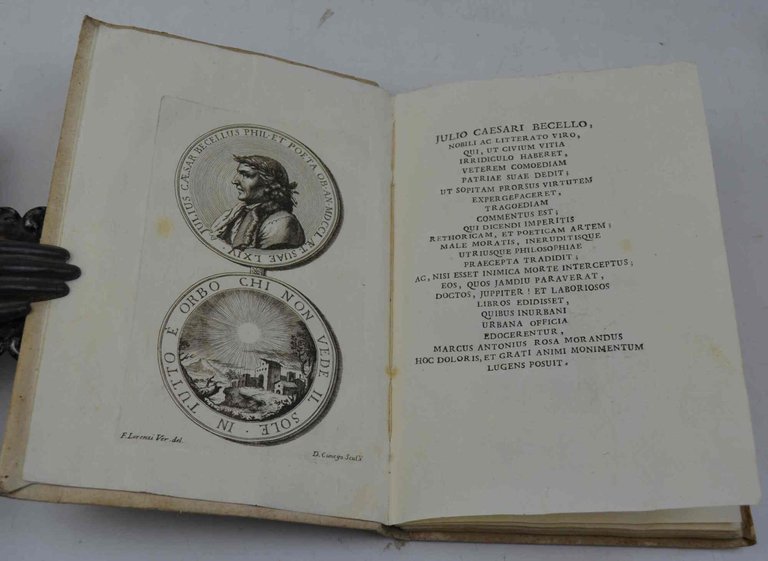 JULIUS CÆSAR BECELLUS PHIL· ET POETA OB· AN· MDCCL ÆT SUAE LXIV
IN TUTTO E ORBO CHI NON VEDE IL SOLE ·
F. Lorenzi Ver. del.
D. Cunego Sculp.
JULIO CAESARI BECELLO,
NOBILI AC LITTERATO VIRO,
QUI, UT CIVIUM VITIA
IRRIDICULO HABERET,
VETEREM COMOEDIAM
PATRIAE SUAE DEDIT;
UT SOPITAM PRORSUS VIRTUTEM
EXPERGEFACERET,
TRAGOEDIAM
COMMENTUS EST;
QUI DICENDI IMPERITIS
RETHORICAM, ET POETICAM ARTEM;
MALE MORATIS, INERUDITISQUE
UTRIUSQUE PHILOSOPHIAE
PRAECEPTA TRADIDIT;
AC, NISI ESSET INIMICA MORTE INTERCEPTUS;
EOS, QUOS JAMDIU PARAVERAT,
DOCTOS, JUPPITER! ET LABORIOSOS
LIBROS EDIDISSET,
QUIBUS INURBANI
URBANA OFFICIA
EDOCERENTUR,
MARCUS ANTONIUS ROSA MORANDUS
HOC DOLORIS, ET GRATI ANIMI MONIMENTUM
LUGENS POSUIT.